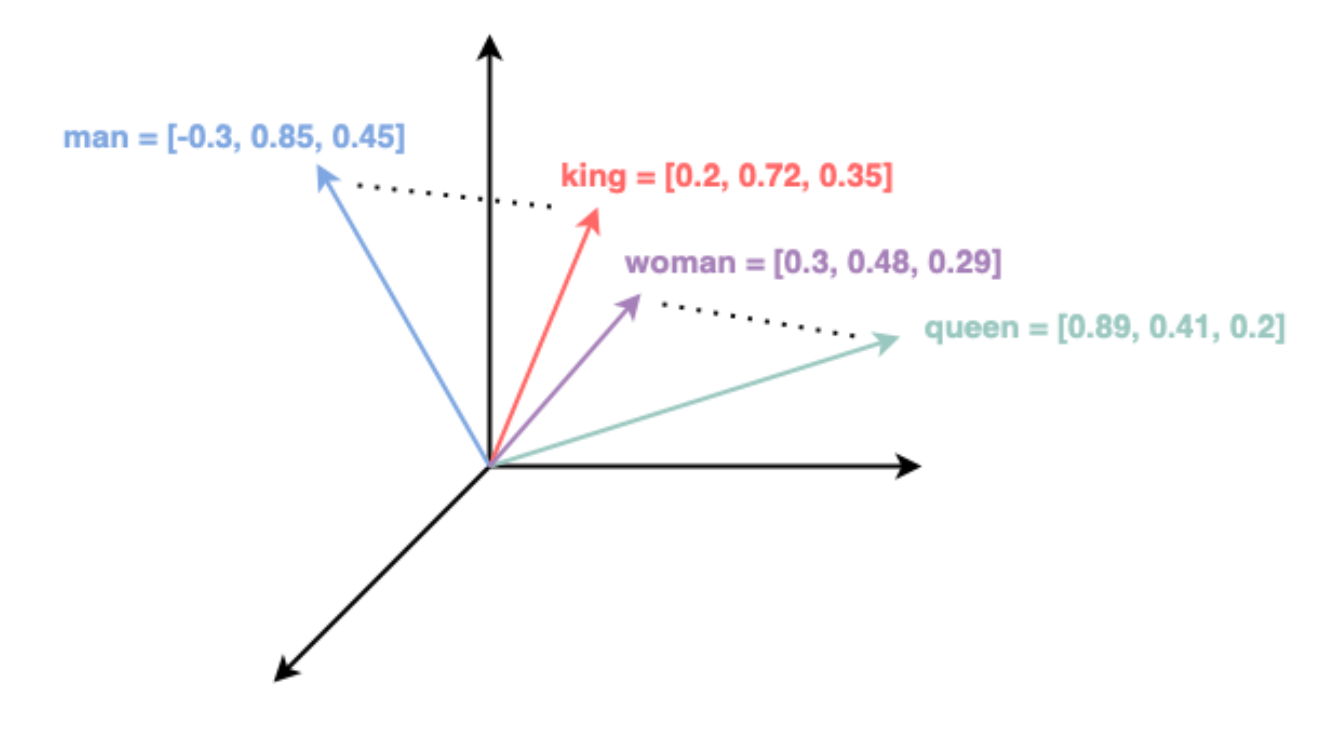 man = [-0.3, 0.85, 0.45]
king = [0.2, 0.72, 0.35]
woman = [0.3, 0.48, 0.29]
queen = [0.89, 0.41, 0.2]